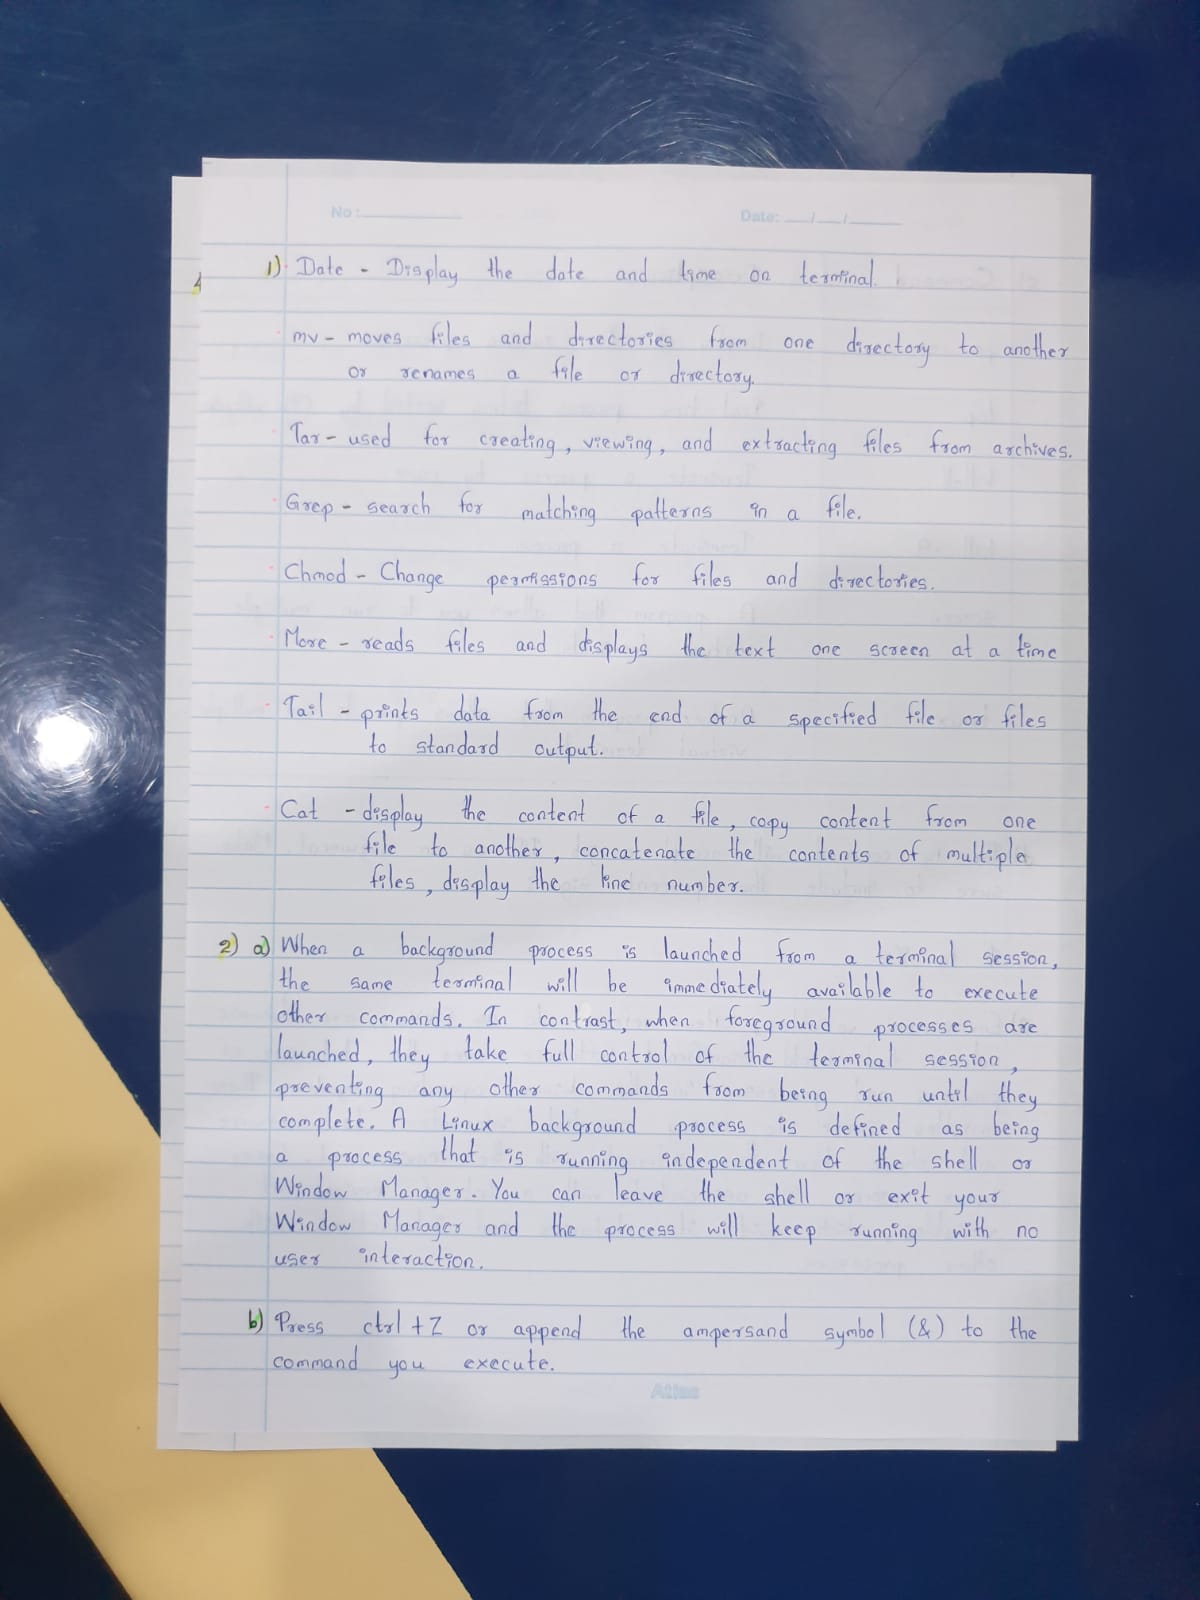 No:
Date: __/__/__
1) Date - Display the date and time on terminal.
mv - moves files and directories from one directory to another
or renames a file or directory.
Tar - used for creating, viewing, and extracting files from archives.
Grep - search for matching patterns in a file.
Chmod - Change permissions for files and directories.
More - reads files and displays the text one screen at a time
Tail - prints data from the end of a specified file or files
to standard output.
Cat - display the content of a file, copy content from one
file to another, concatenate the contents of multiple
files, display the line number.
2) a) When a background process is launched from a terminal session,
the same terminal will be immediately available to execute
other commands. In contrast, when foreground processes are
launched, they take full control of the terminal session,
preventing any other commands from being run until they
complete. A Linux background process is defined as being
a process that is running independent of the shell or
Window Manager. You can leave the shell or exit your
Window Manager and the process will keep running with no
user interaction.
b) Press ctrl + Z or append the ampersand symbol (&) to the
command you execute.
Atlas